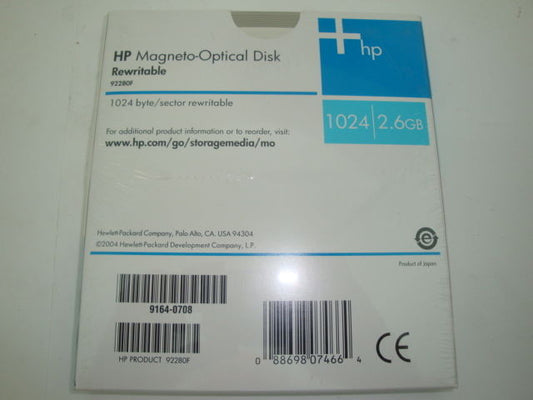 HP Magneto-Optical Disk
Rewritable
92280F
hp
1024 byte/sector rewritable
1024 2.6GB
For additional product information or to reorder, visit:
www.hp.com/go/storagemedia/mo
Hewlett-Packard Company, Palo Alto, CA. USA 94304
©2004 Hewlett-Packard Development Company, L.P.
e
Product of Japan
9164-0708
HP PRODUCT 92280F
0 88698 07466 4
CE